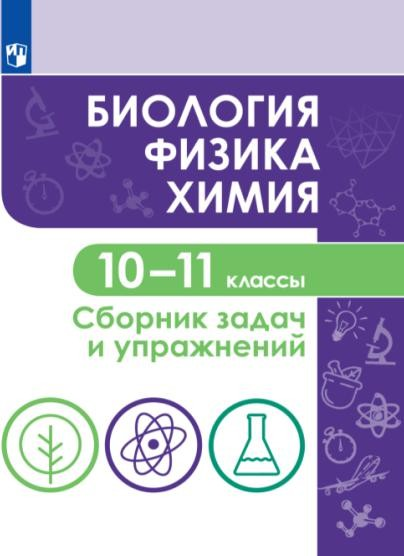 БИОЛОГИЯ
ФИЗИКА
ХИМИЯ
10–11 классы
Сборник задач
и упражнений